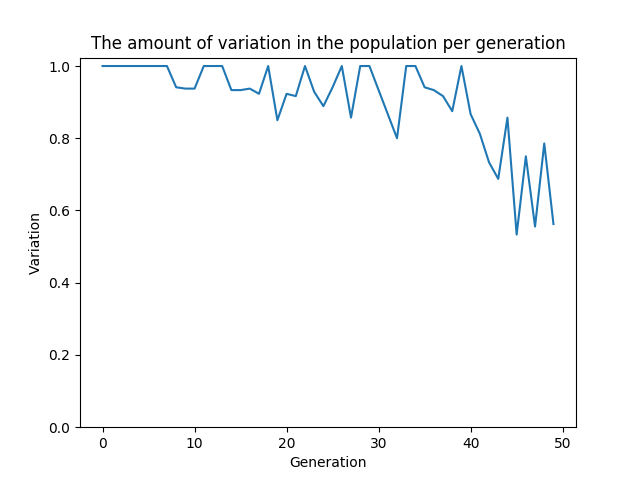 The amount of variation in the population per generation
1.0
0.8
0.6
0.4
0.2
0.0
Variation
0 10 20 30 40 50
Generation